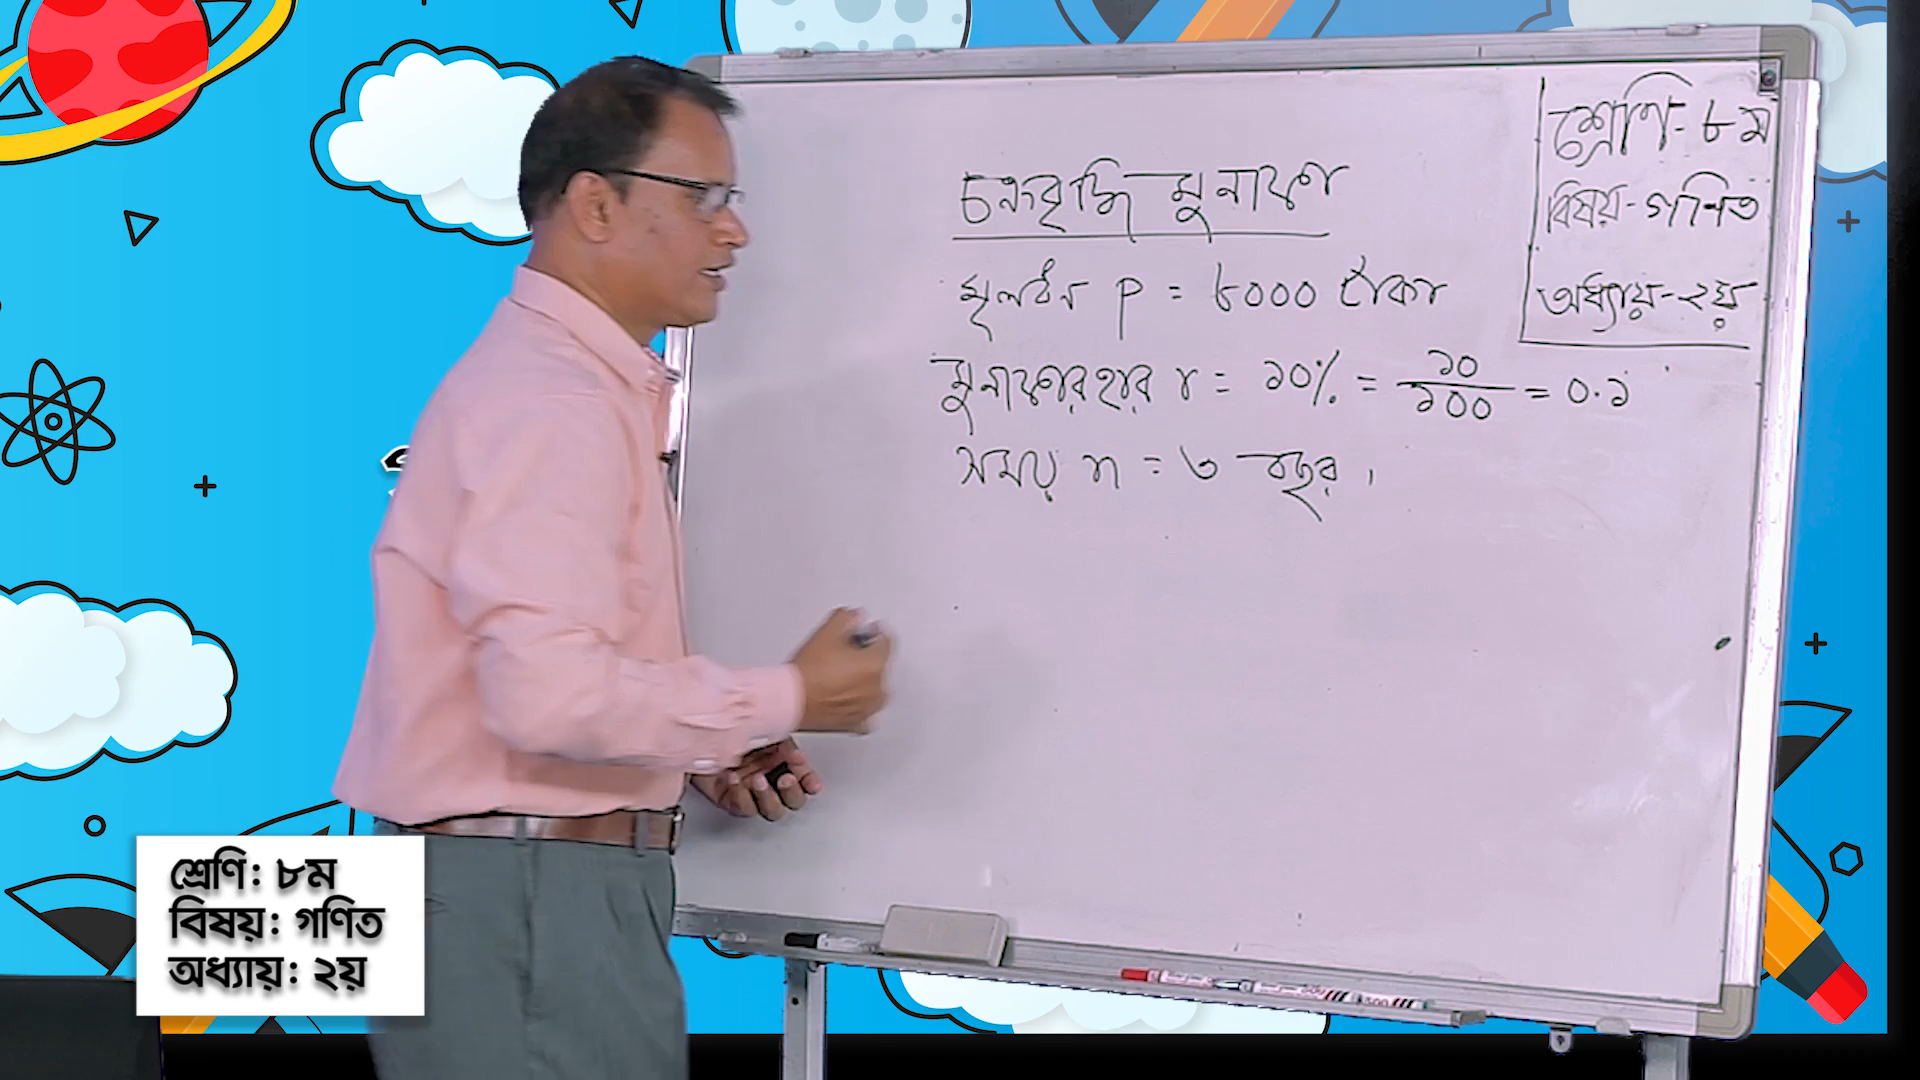 শ্রেণি - ৮ম
বিষয় - গণিত
অধ্যায় - ২য়
চক্রবৃদ্ধি মুনাফা
মূলধন P = ৮০০০ টাকা
মুনাফার হার r = ১০% = ১০/১০০ = ০.১
সময় n = ৩ বছর ।
শ্রেণি: ৮ম
বিষয়: গণিত
অধ্যায়: ২য়